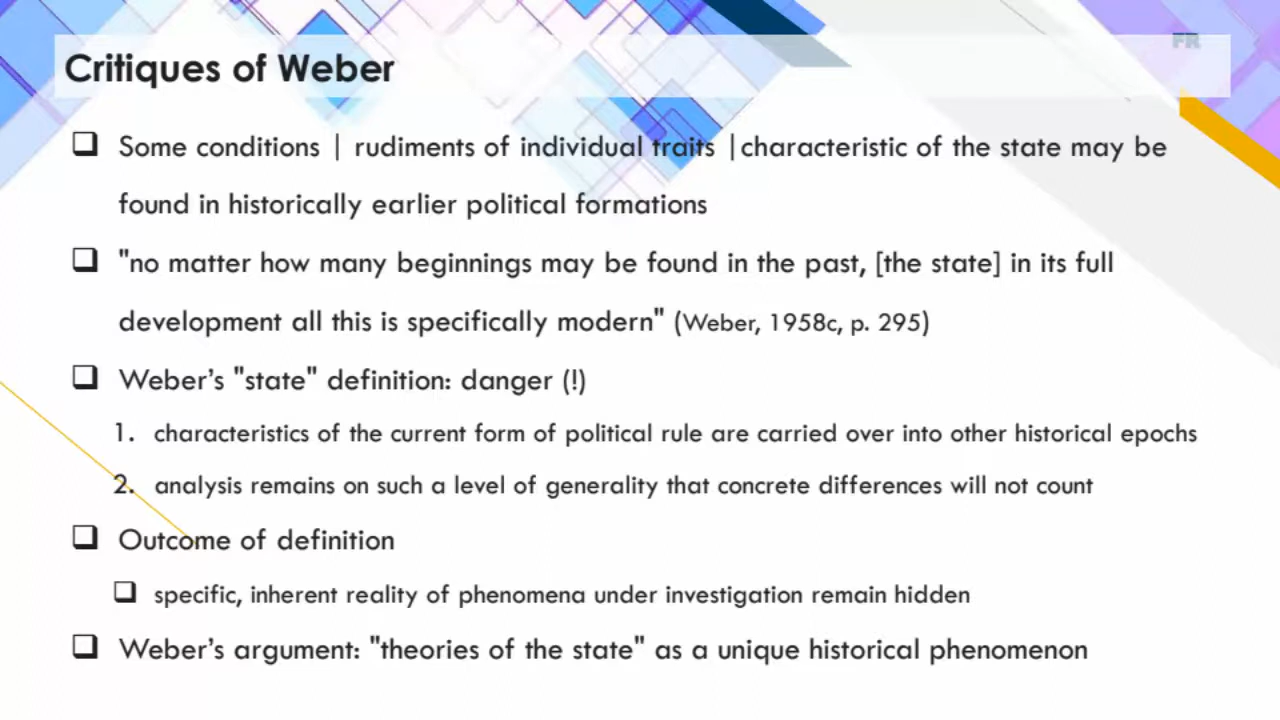 FR
Critiques of Weber
❑ Some conditions | rudiments of individual traits |characteristic of the state may be
found in historically earlier political formations
❑ "no matter how many beginnings may be found in the past, [the state] in its full
development all this is specifically modern" (Weber, 1958c, p. 295)
❑ Weber's "state" definition: danger (!)
1. characteristics of the current form of political rule are carried over into other historical epochs
2. analysis remains on such a level of generality that concrete differences will not count
❑ Outcome of definition
❑ specific, inherent reality of phenomena under investigation remain hidden
❑ Weber's argument: "theories of the state" as a unique historical phenomenon